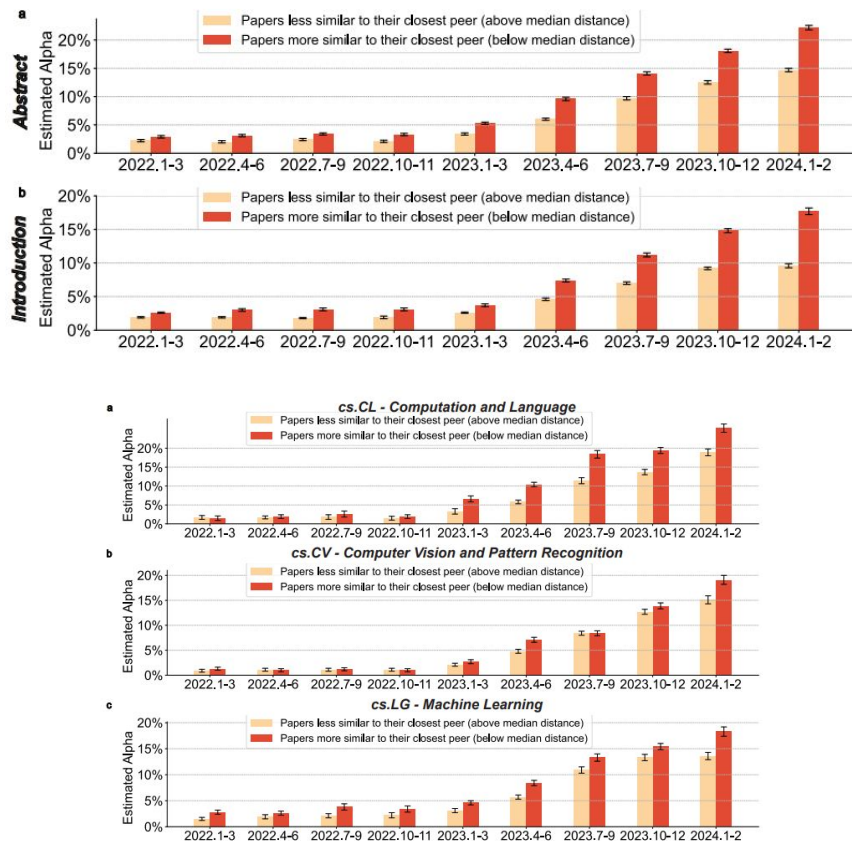 a
Abstract
Estimated Alpha
Papers less similar to their closest peer (above median distance)
Papers more similar to their closest peer (below median distance)
20%
15%
10%
5%
0%
2022.1-3 2022.4-6 2022.7-9 2022.10-11 2023.1-3 2023.4-6 2023.7-9 2023.10-12 2024.1-2
b
Introduction
Estimated Alpha
Papers less similar to their closest peer (above median distance)
Papers more similar to their closest peer (below median distance)
20%
15%
10%
5%
0%
2022.1-3 2022.4-6 2022.7-9 2022.10-11 2023.1-3 2023.4-6 2023.7-9 2023.10-12 2024.1-2
a
cs.CL - Computation and Language
Estimated Alpha
Papers less similar to their closest peer (above median distance)
Papers more similar to their closest peer (below median distance)
20%
15%
10%
5%
0%
2022.1-3 2022.4-6 2022.7-9 2022.10-11 2023.1-3 2023.4-6 2023.7-9 2023.10-12 2024.1-2
b
cs.CV - Computer Vision and Pattern Recognition
Estimated Alpha
Papers less similar to their closest peer (above median distance)
Papers more similar to their closest peer (below median distance)
20%
15%
10%
5%
0%
2022.1-3 2022.4-6 2022.7-9 2022.10-11 2023.1-3 2023.4-6 2023.7-9 2023.10-12 2024.1-2
c
cs.LG - Machine Learning
Estimated Alpha
Papers less similar to their closest peer (above median distance)
Papers more similar to their closest peer (below median distance)
20%
15%
10%
5%
0%
2022.1-3 2022.4-6 2022.7-9 2022.10-11 2023.1-3 2023.4-6 2023.7-9 2023.10-12 2024.1-2